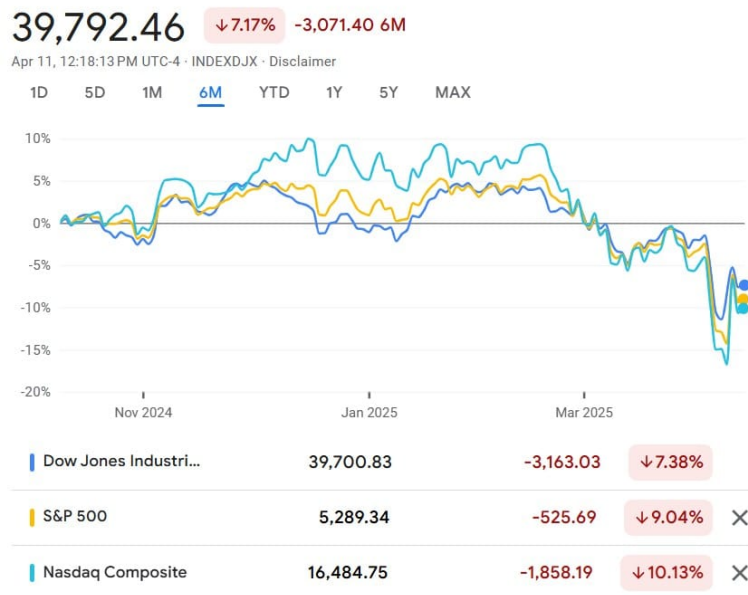 39,792.46 ↓7.17% -3,071.40 6M
Apr 11, 12:18:13 PM UTC-4 · INDEXDJX · Disclaimer
1D 5D 1M 6M YTD 1Y 5Y MAX
10%
5%
0%
-5%
-10%
-15%
-20%
Nov 2024 Jan 2025 Mar 2025
Dow Jones Industri... 39,700.83 -3,163.03 ↓7.38%
S&P 500 5,289.34 -525.69 ↓9.04%
Nasdaq Composite 16,484.75 -1,858.19 ↓10.13%